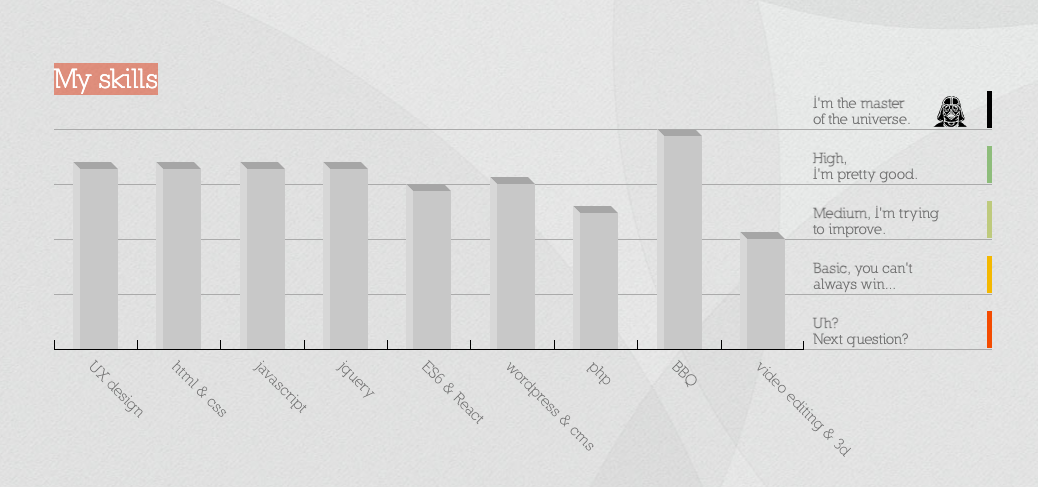 My skills
I'm the master
of the universe.
High,
I'm pretty good.
Medium, I'm trying
to improve.
Basic, you can't
always win...
Uh?
Next question?
UX design
html & css
javascript
jquery
ES6 & React
wordpress & cms
php
BBQ
video editing & 3d